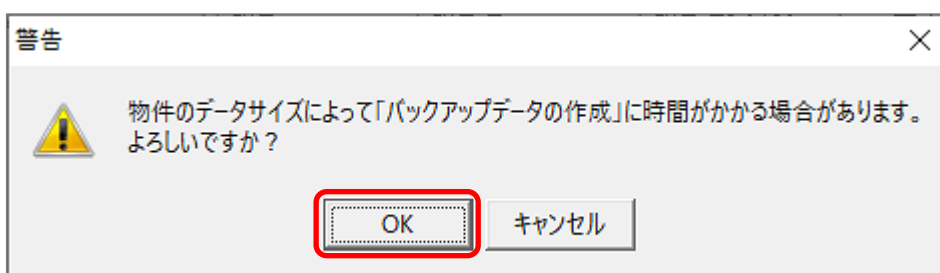 警告
物件のデータサイズによって「バックアップデータの作成」に時間がかかる場合があります。
よろしいですか？
OK
キャンセル